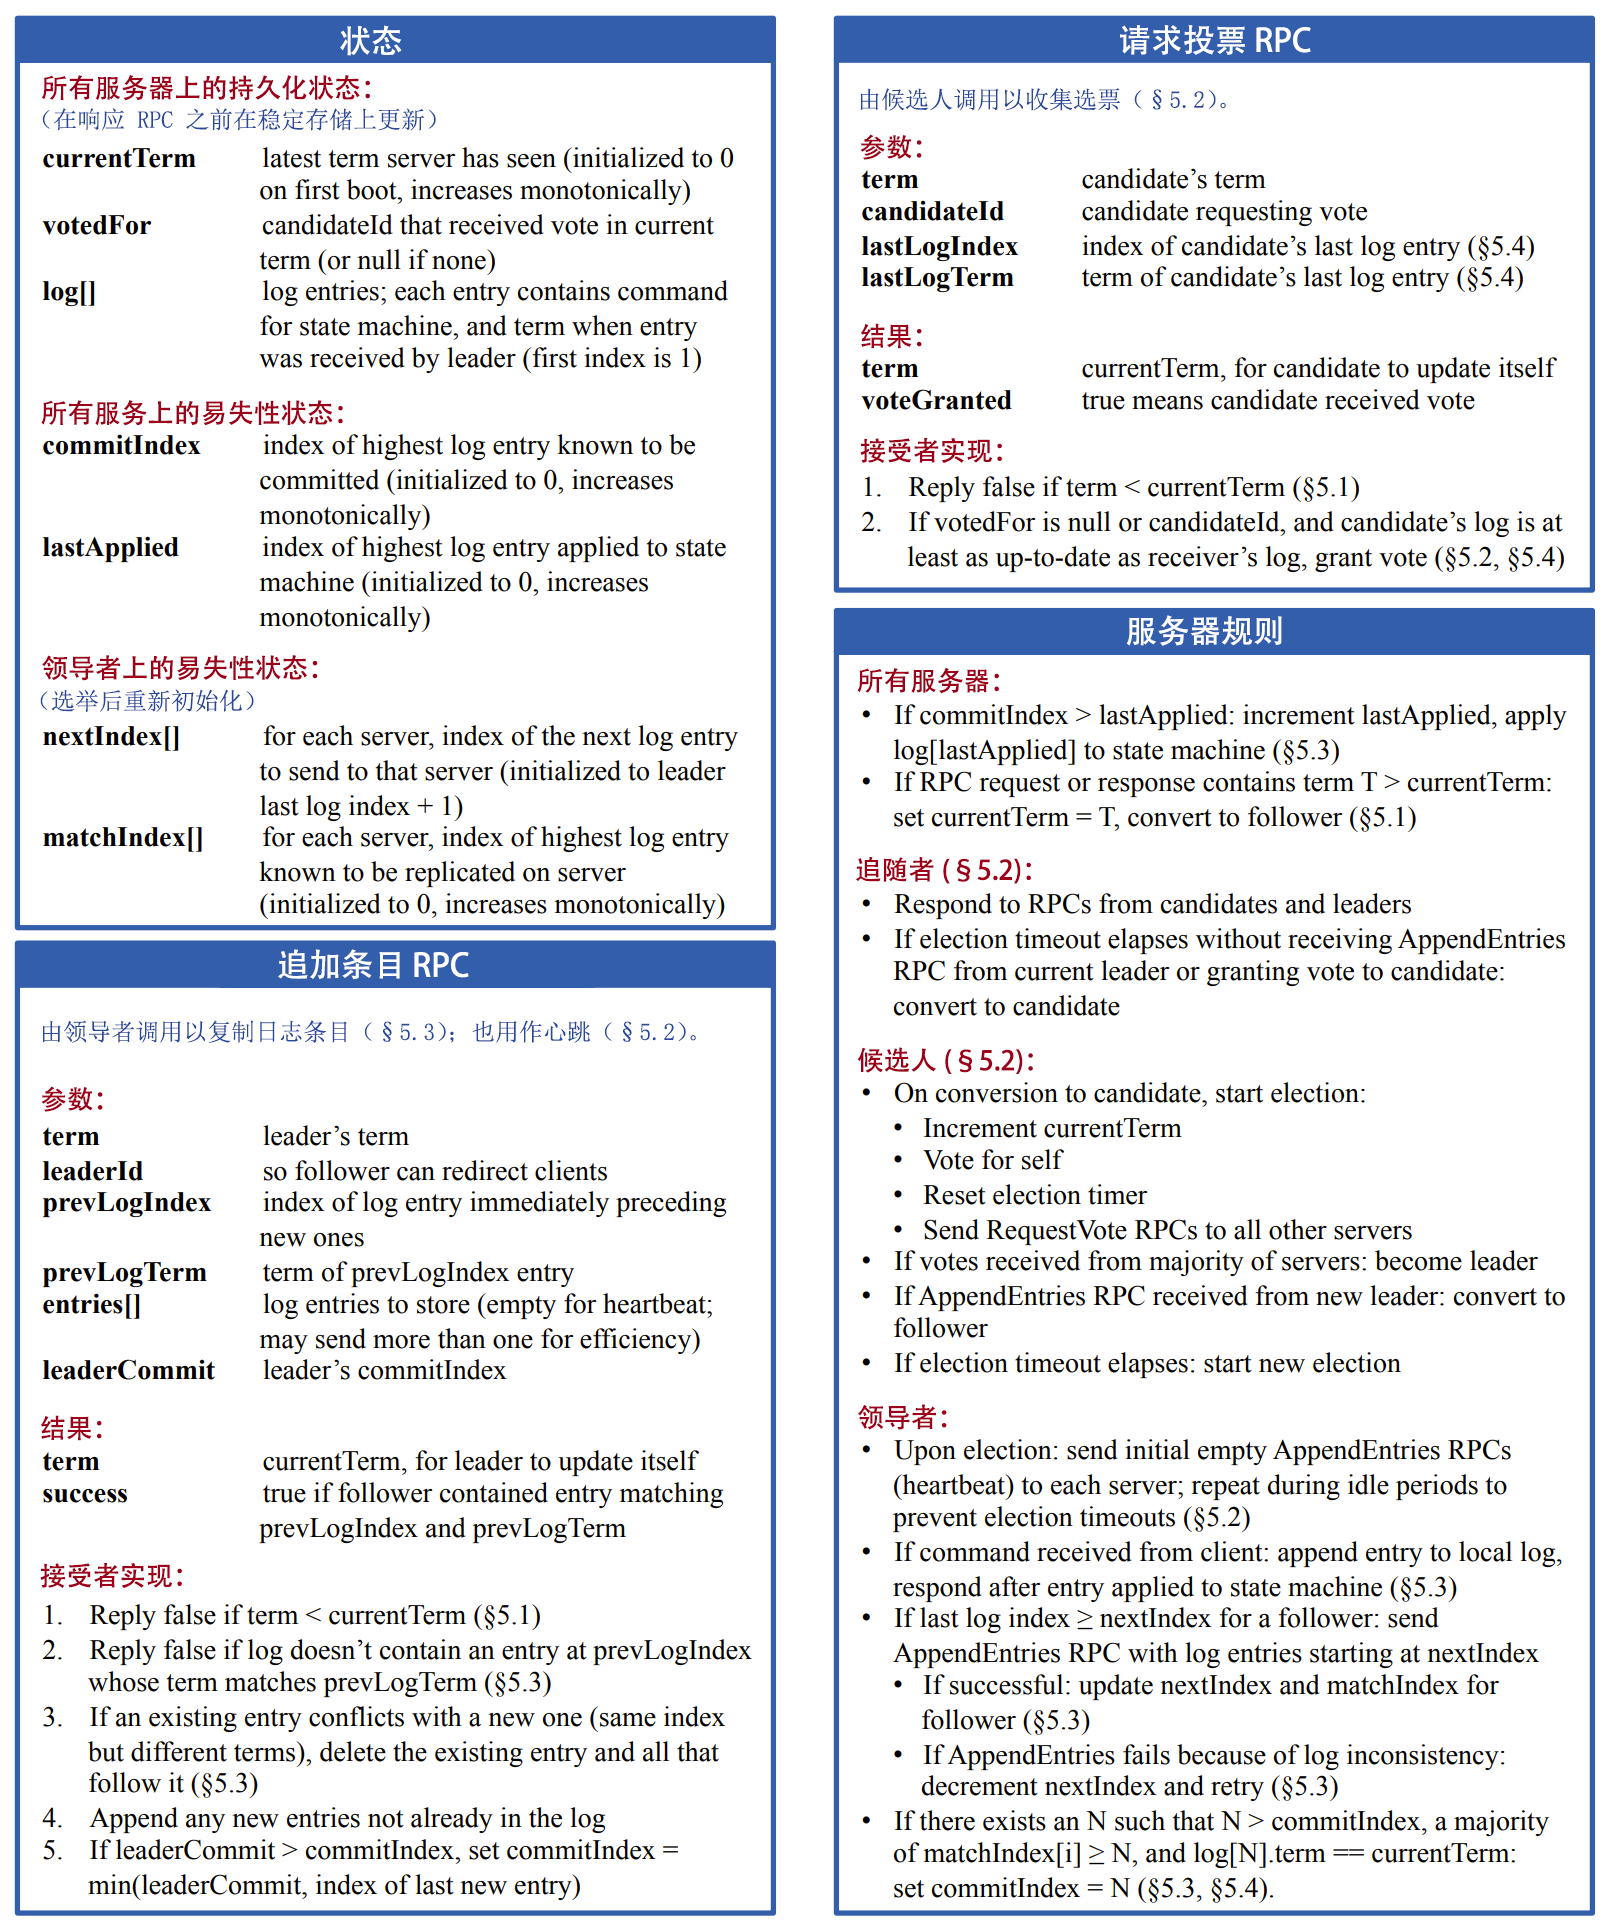 状态
所有服务器上的持久化状态：
（在响应 RPC 之前在稳定存储上更新）
currentTerm latest term server has seen (initialized to 0
on first boot, increases monotonically)
votedFor candidateId that received vote in current
term (or null if none)
log[] log entries; each entry contains command
for state machine, and term when entry
was received by leader (first index is 1)
所有服务上的易失性状态：
commitIndex index of highest log entry known to be
committed (initialized to 0, increases
monotonically)
lastApplied index of highest log entry applied to state
machine (initialized to 0, increases
monotonically)
领导者上的易失性状态：
（选举后重新初始化）
nextIndex[] for each server, index of the next log entry
to send to that server (initialized to leader
last log index + 1)
matchIndex[] for each server, index of highest log entry
known to be replicated on server
(initialized to 0, increases monotonically)
追加条目 RPC
由领导者调用以复制日志条目（§5.3）；也用作心跳（§5.2）。
参数：
term leader’s term
leaderId so follower can redirect clients
prevLogIndex index of log entry immediately preceding
new ones
prevLogTerm term of prevLogIndex entry
entries[] log entries to store (empty for heartbeat;
may send more than one for efficiency)
leaderCommit leader’s commitIndex
结果：
term currentTerm, for leader to update itself
success true if follower contained entry matching
prevLogIndex and prevLogTerm
接受者实现：
1. Reply false if term < currentTerm (§5.1)
2. Reply false if log doesn’t contain an entry at prevLogIndex
whose term matches prevLogTerm (§5.3)
3. If an existing entry conflicts with a new one (same index
but different terms), delete the existing entry and all that
follow it (§5.3)
4. Append any new entries not already in the log
5. If leaderCommit > commitIndex, set commitIndex =
min(leaderCommit, index of last new entry)
请求投票 RPC
由候选人调用以收集选票（§5.2）。
参数：
term candidate’s term
candidateId candidate requesting vote
lastLogIndex index of candidate’s last log entry (§5.4)
lastLogTerm term of candidate’s last log entry (§5.4)
结果：
term currentTerm, for candidate to update itself
voteGranted true means candidate received vote
接受者实现：
1. Reply false if term < currentTerm (§5.1)
2. If votedFor is null or candidateId, and candidate’s log is at
least as up-to-date as receiver’s log, grant vote (§5.2, §5.4)
服务器规则
所有服务器：
• If commitIndex > lastApplied: increment lastApplied, apply
log[lastApplied] to state machine (§5.3)
• If RPC request or response contains term T > currentTerm:
set currentTerm = T, convert to follower (§5.1)
追随者 (§5.2)：
• Respond to RPCs from candidates and leaders
• If election timeout elapses without receiving AppendEntries
RPC from current leader or granting vote to candidate:
convert to candidate
候选人 (§5.2)：
• On conversion to candidate, start election:
• Increment currentTerm
• Vote for self
• Reset election timer
• Send RequestVote RPCs to all other servers
• If votes received from majority of servers: become leader
• If AppendEntries RPC received from new leader: convert to
follower
• If election timeout elapses: start new election
领导者：
• Upon election: send initial empty AppendEntries RPCs
(heartbeat) to each server; repeat during idle periods to
prevent election timeouts (§5.2)
• If command received from client: append entry to local log,
respond after entry applied to state machine (§5.3)
• If last log index ≥ nextIndex for a follower: send
AppendEntries RPC with log entries starting at nextIndex
• If successful: update nextIndex and matchIndex for
follower (§5.3)
• If AppendEntries fails because of log inconsistency:
decrement nextIndex and retry (§5.3)
• If there exists an N such that N > commitIndex, a majority
of matchIndex[i] ≥ N, and log[N].term == currentTerm:
set commitIndex = N (§5.3, §5.4).